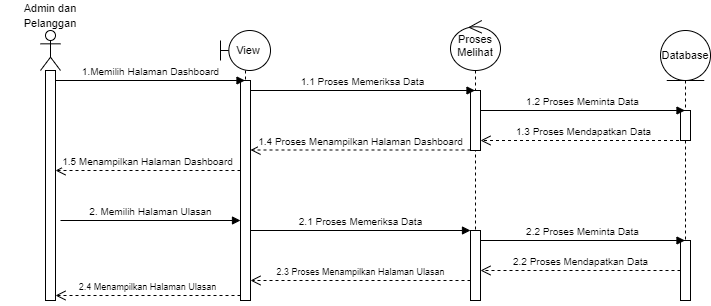 Admin dan
Pelanggan
View
Proses
Melihat
Database
1.Memilih Halaman Dashboard
1.1 Proses Memeriksa Data
1.2 Proses Meminta Data
1.3 Proses Mendapatkan Data
1.4 Proses Menampilkan Halaman Dashboard
1.5 Menampilkan Halaman Dashboard
2. Memilih Halaman Ulasan
2.1 Proses Memeriksa Data
2.2 Proses Meminta Data
2.2 Proses Mendapatkan Data
2.3 Proses Menampilkan Halaman Ulasan
2.4 Menampilkan Halaman Ulasan